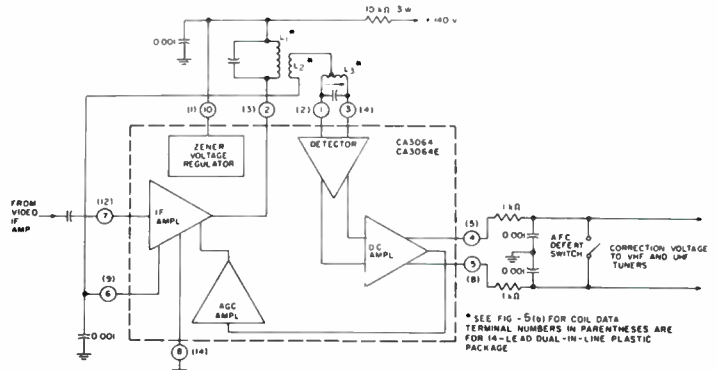 10 kΩ 3 w
+ 140 v
0.001
L1*
L2*
L3*
(1) 10
(3) 2
(2) 1
3 (4)
ZENER
VOLTAGE
REGULATOR
DETECTOR
CA3064
CA3064E
FROM
VIDEO
IF
AMP
(12)
7
IF
AMPL
DC
AMPL
(5)
4
1 kΩ
0.001
AFC
DEFERT
SWITCH
CORRECTION VOLTAGE
TO VHF AND UHF
TUNERS
5
(8)
0.001
1 kΩ
(9)
6
AGC
AMPL
0.001
8 (14)
* SEE FIG -5(b) FOR COIL DATA
TERMINAL NUMBERS IN PARENTHESES ARE
FOR 14-LEAD DUAL-IN-LINE PLASTIC
PACKAGE